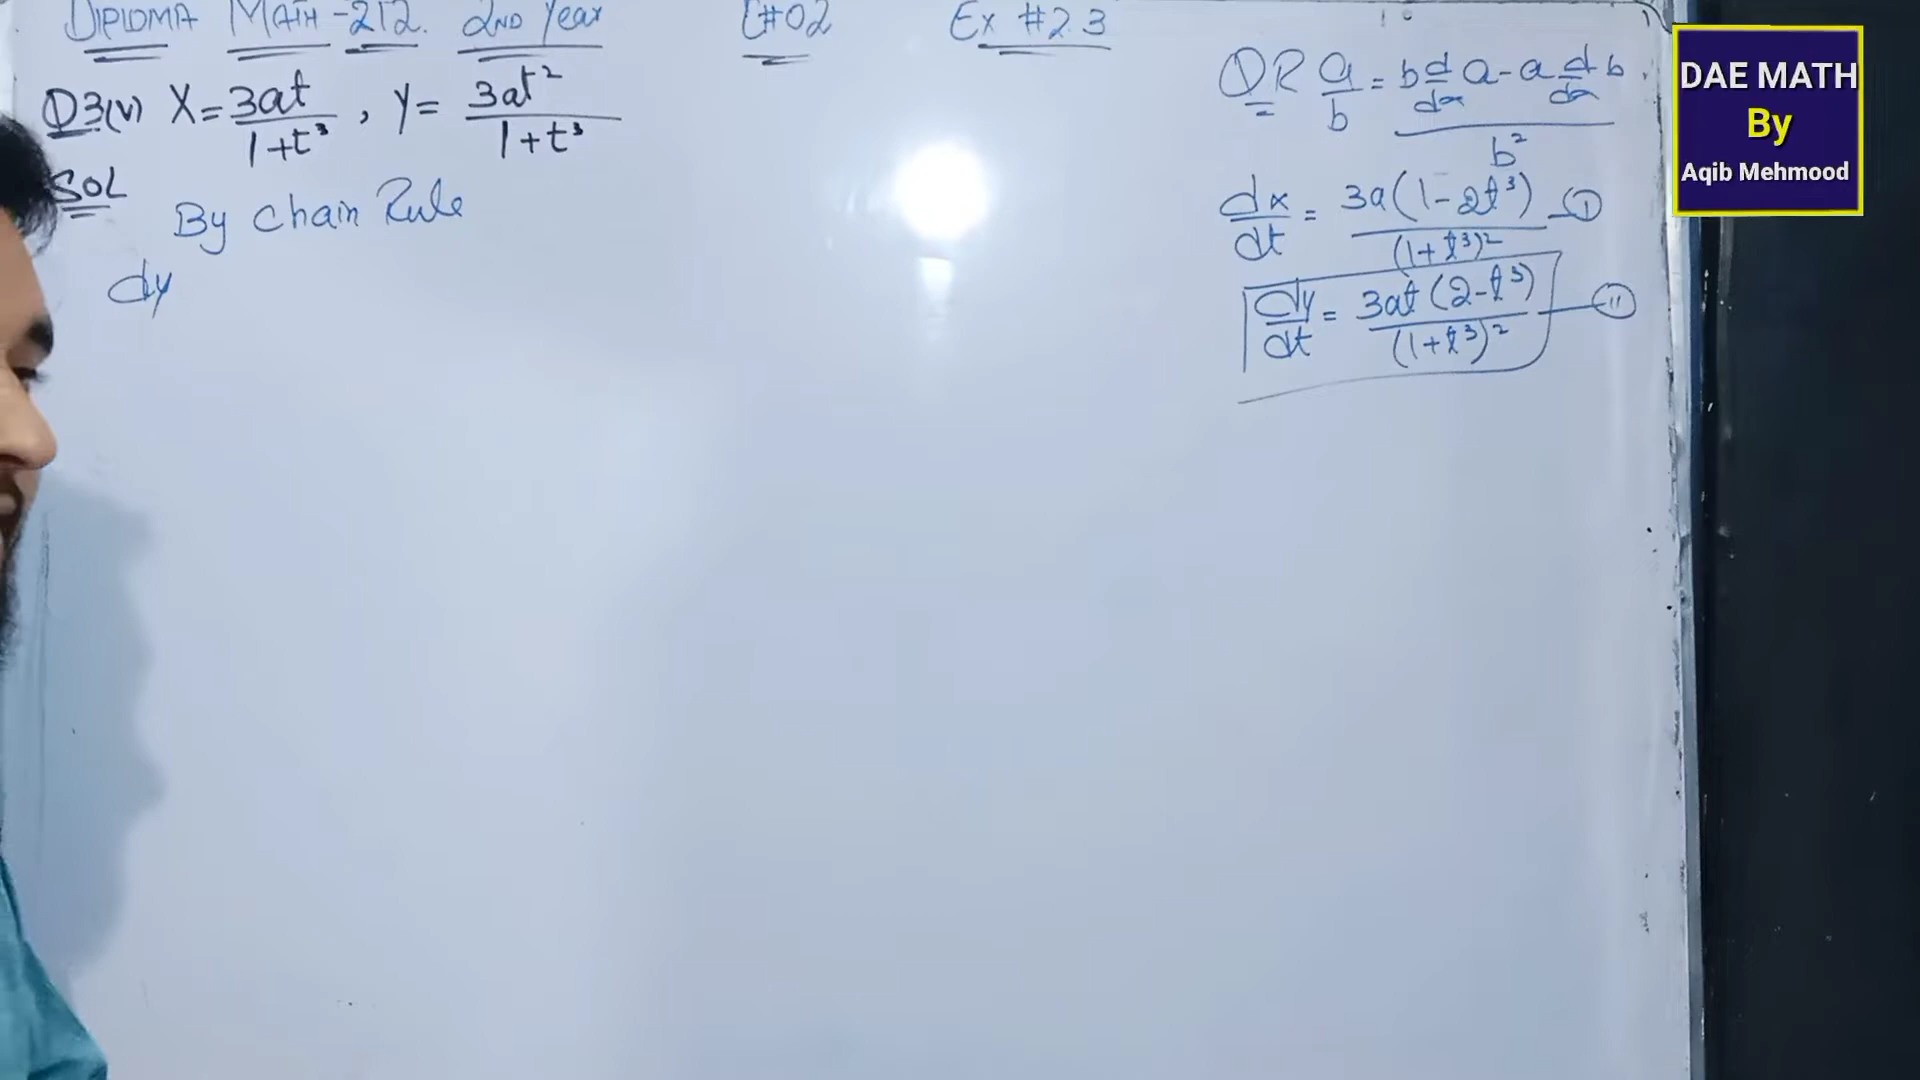 DIPLOMA MATH-212. 2ND Year C#02 Ex #2.3
Q3(v) X = 3at / 1+t³ , Y = 3at² / 1+t³
SOL
By Chain Rule
dy
QR a/b = b d/dx a - a d/dx b / b²
dx/dt = 3a(1-2t³) / (1+t³)² — I
dy/dt = 3at(2-t³) / (1+t³)² — II
DAE MATH
By
Aqib Mehmood